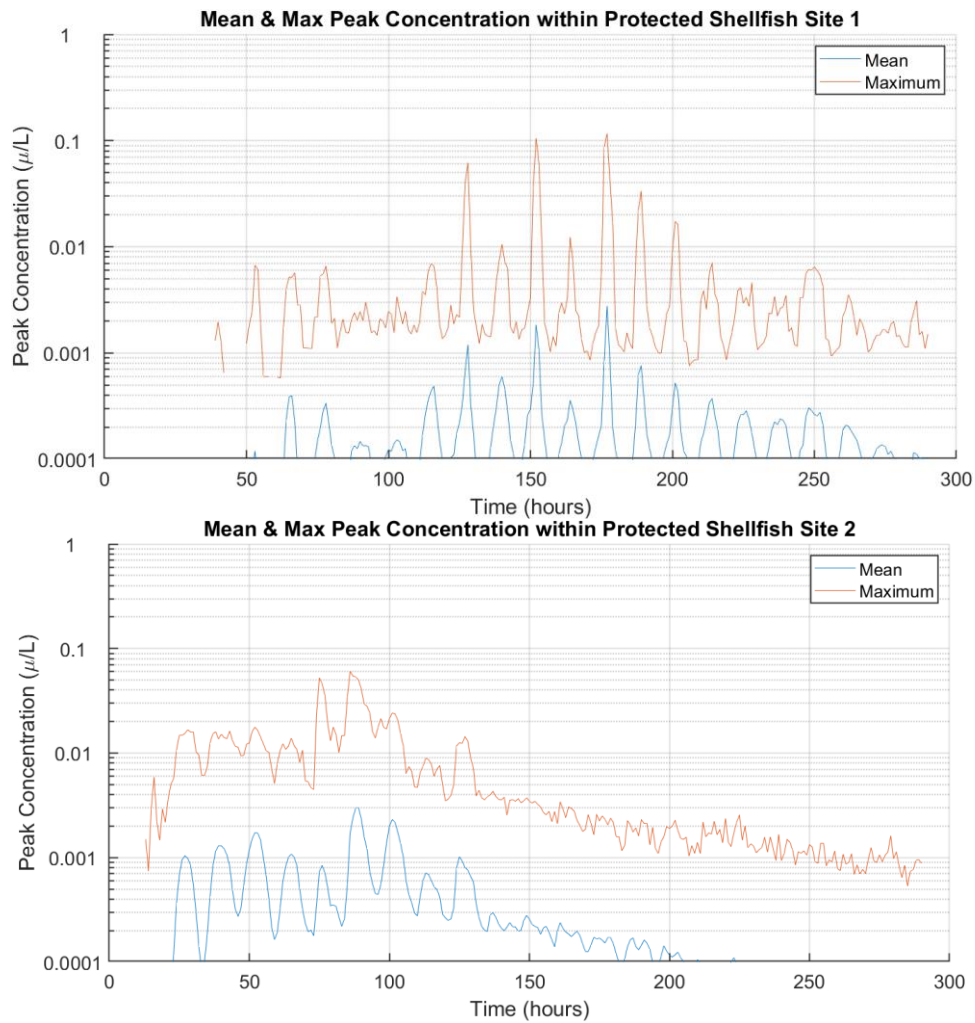 Mean & Max Peak Concentration within Protected Shellfish Site 1
1
Mean
Maximum
0.1
Peak Concentration (μ/L)
0.01
0.001
0.0001
0 50 100 150 200 250 300
Time (hours)
Mean & Max Peak Concentration within Protected Shellfish Site 2
1
Mean
Maximum
0.1
Peak Concentration (μ/L)
0.01
0.001
0.0001
0 50 100 150 200 250 300
Time (hours)